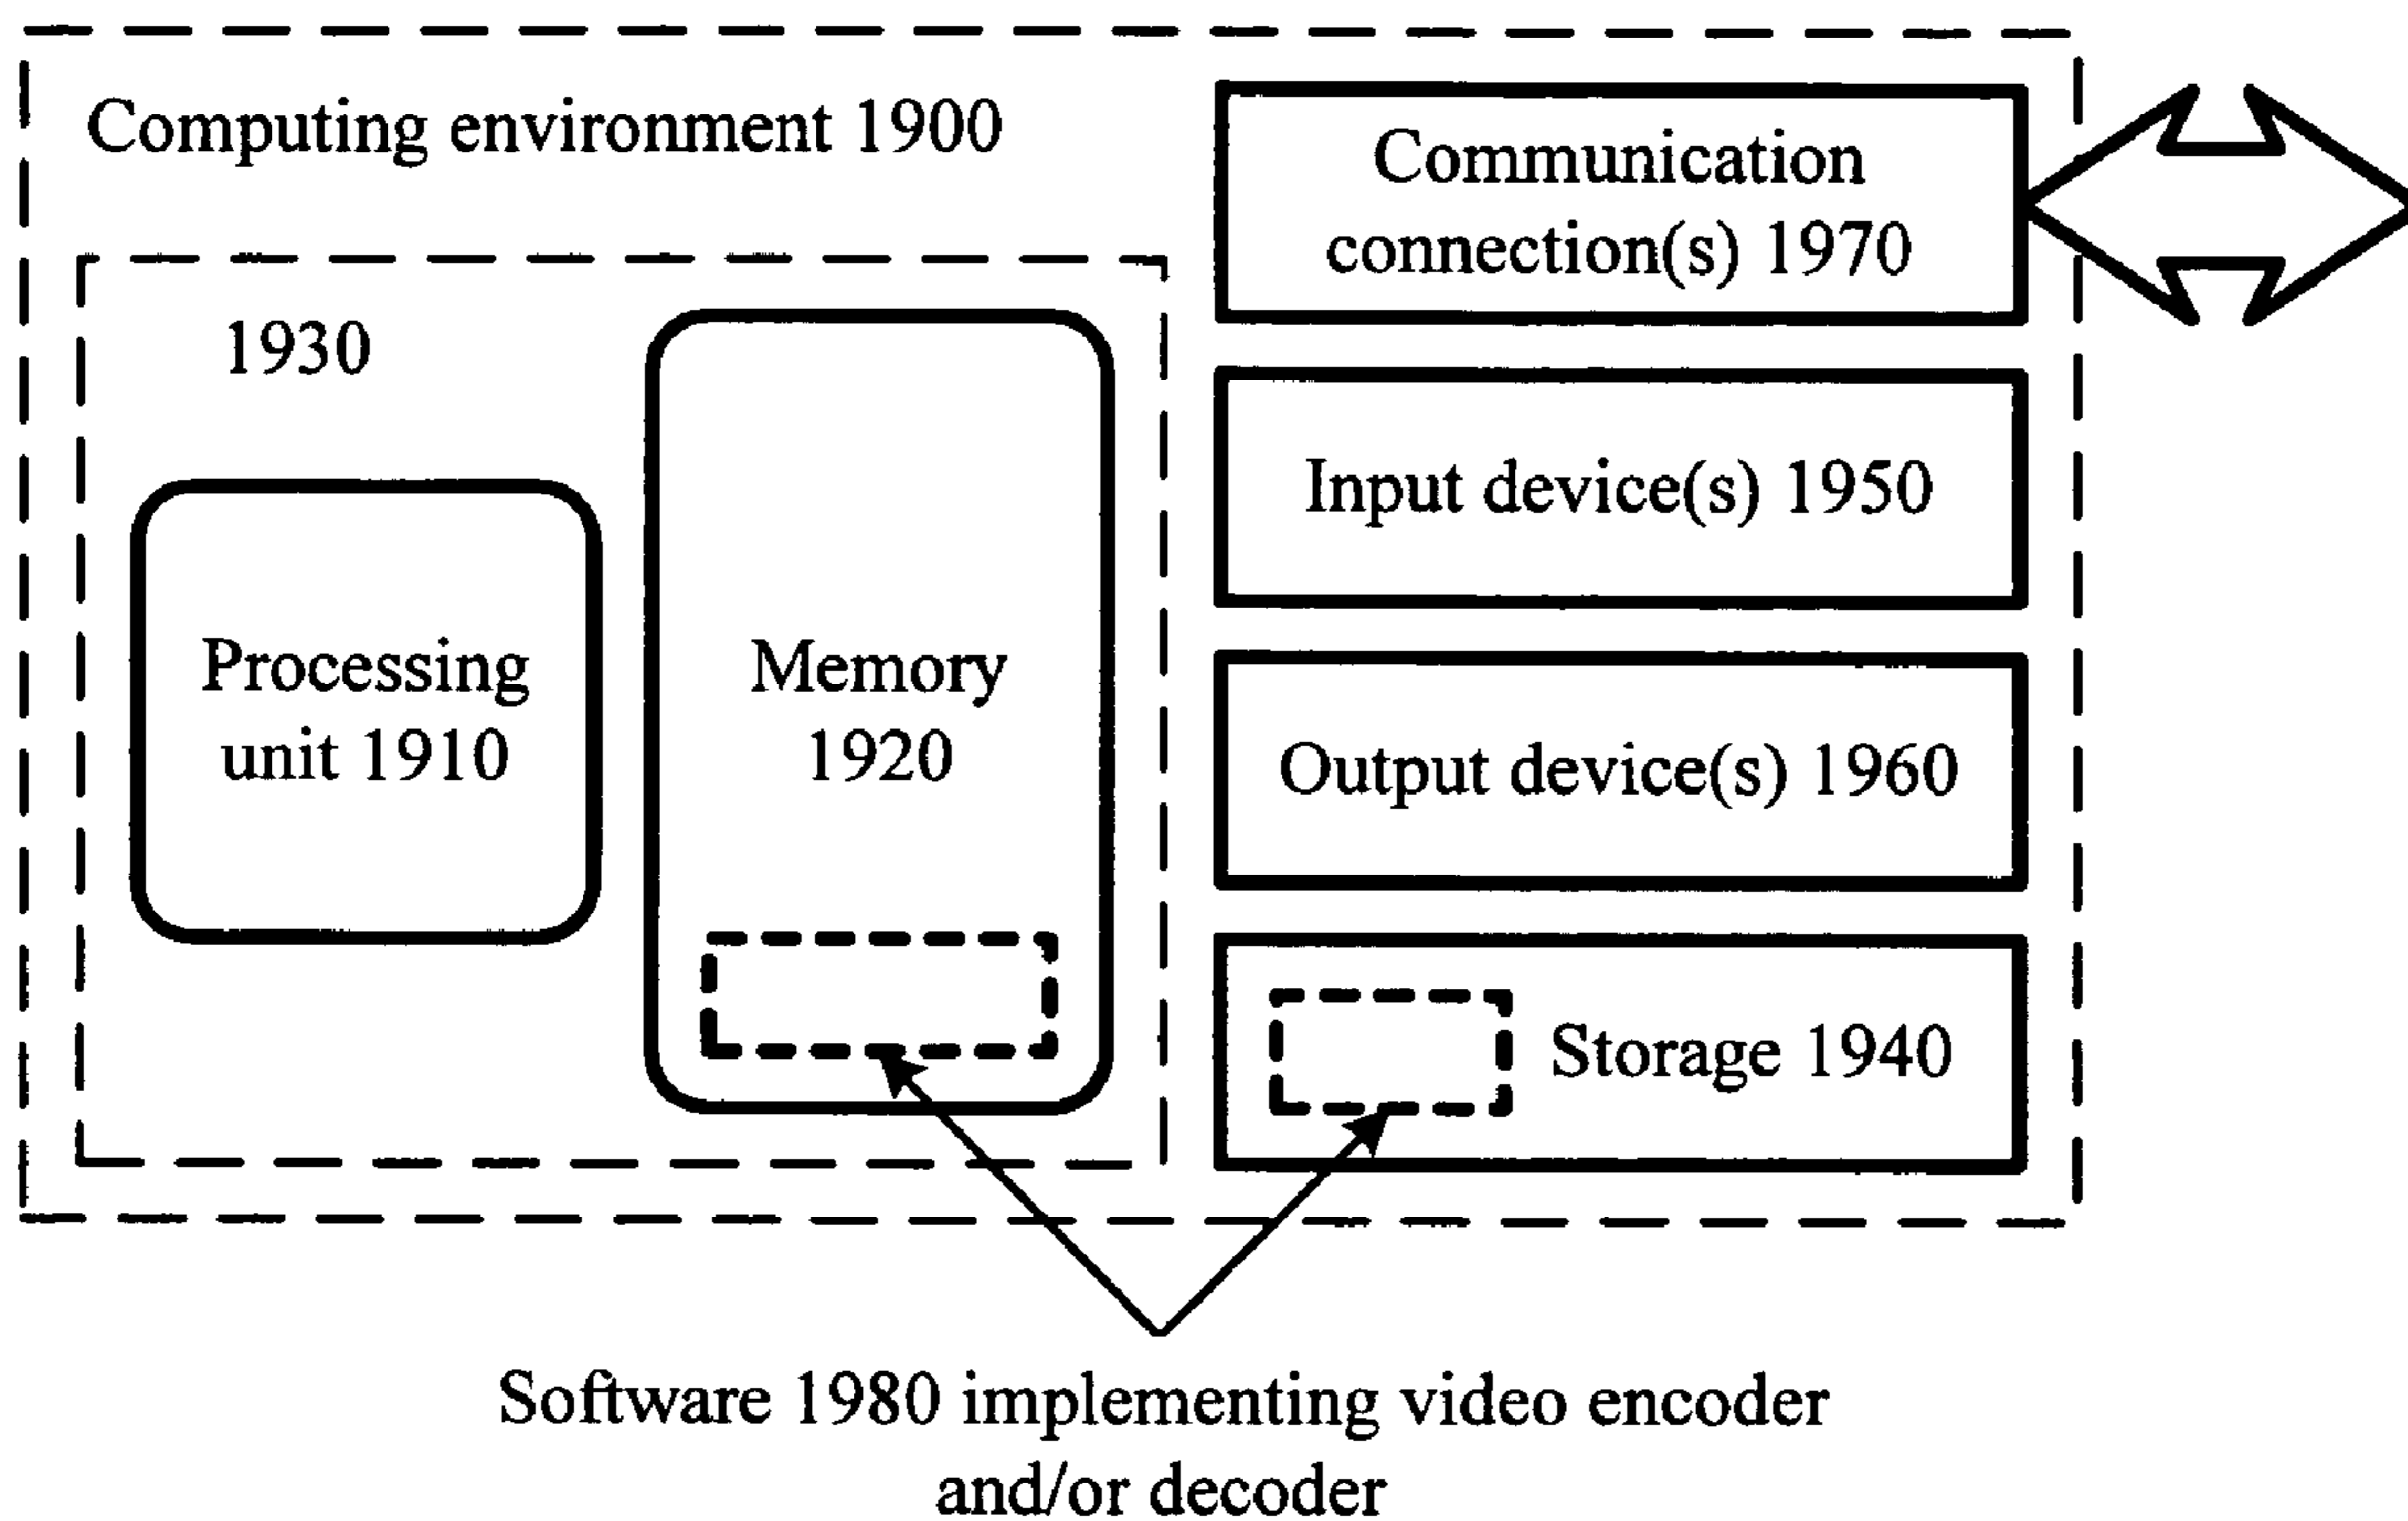 Computing environment 1900
Communication
connection(s) 1970
1930
Input device(s) 1950
Processing
unit 1910
Memory
1920
Output device(s) 1960
Storage 1940
Software 1980 implementing video encoder
and/or decoder